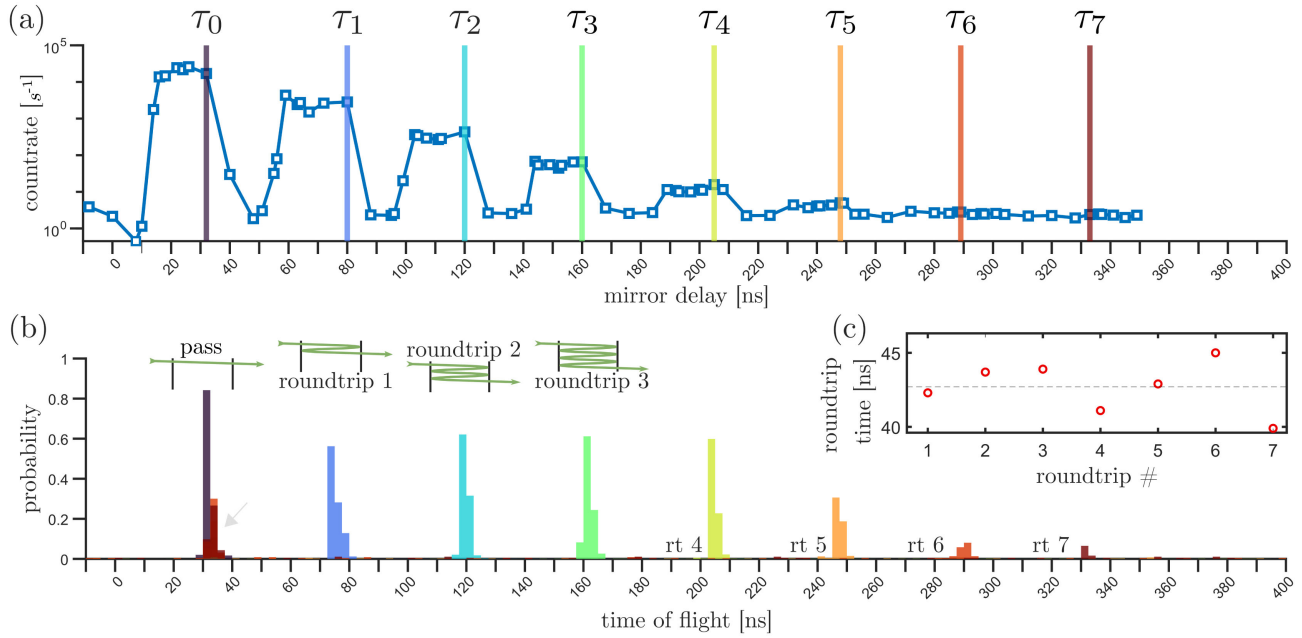 (a)
τ0 τ1 τ2 τ3 τ4 τ5 τ6 τ7
10^5
10^0
countrate [s^-1]
0 20 40 60 80 100 120 140 160 180 200 220 240 260 280 300 320 340 360 380 400
mirror delay [ns]
(b)
pass
roundtrip 1
roundtrip 2
roundtrip 3
1
0.8
0.6
0.4
0.2
0
probability
rt 4 rt 5 rt 6 rt 7
0 20 40 60 80 100 120 140 160 180 200 220 240 260 280 300 320 340 360 380 400
time of flight [ns]
(c)
roundtrip
time [ns]
45
40
1 2 3 4 5 6 7
roundtrip #